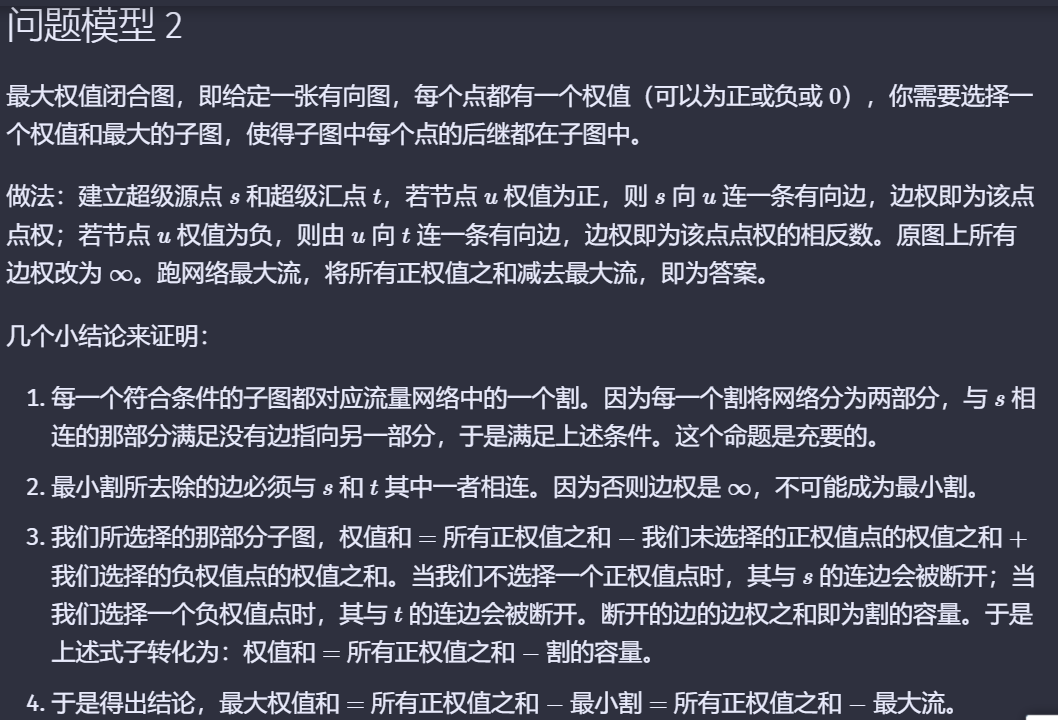 问题模型 2
最大权值闭合图，即给定一张有向图，每个点都有一个权值（可以为正或负或 0），你需要选择一
个权值和最大的子图，使得子图中每个点的后继都在子图中。
做法：建立超级源点 s 和超级汇点 t，若节点 u 权值为正，则 s 向 u 连一条有向边，边权即为该点
点权；若节点 u 权值为负，则由 u 向 t 连一条有向边，边权即为该点点权的相反数。原图上所有
边权改为 ∞。跑网络最大流，将所有正权值之和减去最大流，即为答案。
几个小结论来证明：
1. 每一个符合条件的子图都对应流量网络中的一个割。因为每一个割将网络分为两部分，与 s 相
连的那部分满足没有边指向另一部分，于是满足上述条件。这个命题是充要的。
2. 最小割所去除的边必须与 s 和 t 其中一者相连。因为否则边权是 ∞，不可能成为最小割。
3. 我们所选择的那部分子图，权值和 = 所有正权值之和 − 我们未选择的正权值点的权值之和 +
我们选择的负权值点的权值之和。当我们不选择一个正权值点时，其与 s 的连边会被断开；当
我们选择一个负权值点时，其与 t 的连边会被断开。断开的边的边权之和即为割的容量。于是
上述式子转化为：权值和 = 所有正权值之和 − 割的容量。
4. 于是得出结论，最大权值和 = 所有正权值之和 − 最小割 = 所有正权值之和 − 最大流。